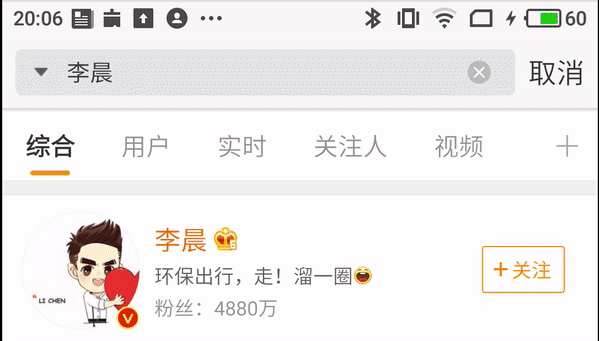 20:06 60
李晨 取消
综合 用户 实时 关注人 视频
李晨
环保出行，走！溜一圈
+关注
粉丝：4880万
LI CHEN